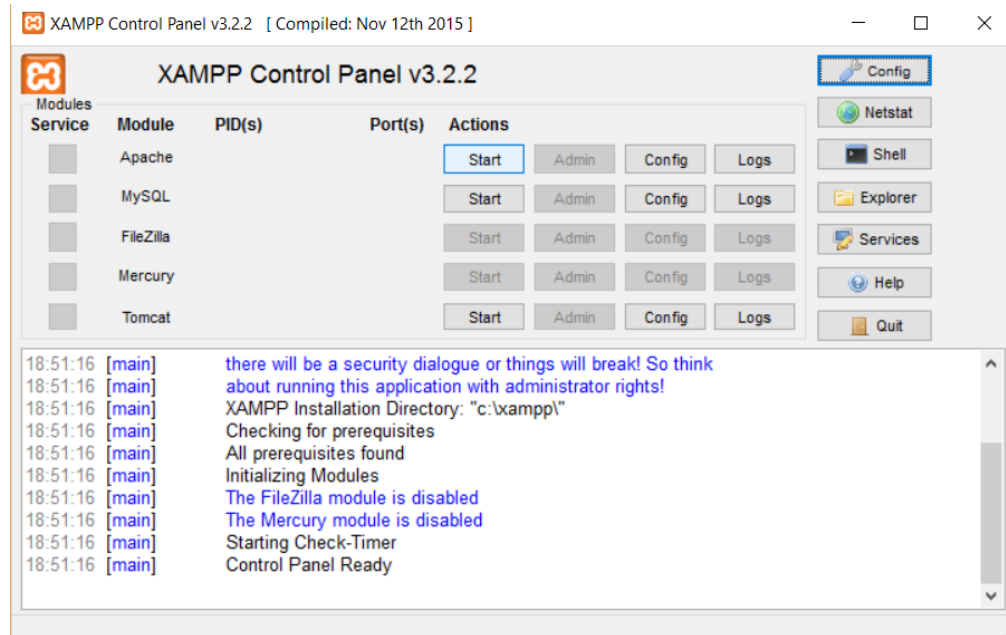 XAMPP Control Panel v3.2.2 [ Compiled: Nov 12th 2015 ]
XAMPP Control Panel v3.2.2
Config
Netstat
Shell
Explorer
Services
Help
Quit
Modules
Service Module PID(s) Port(s) Actions
Apache Start Admin Config Logs
MySQL Start Admin Config Logs
FileZilla Start Admin Config Logs
Mercury Start Admin Config Logs
Tomcat Start Admin Config Logs
18:51:16 [main] there will be a security dialogue or things will break! So think
18:51:16 [main] about running this application with administrator rights!
18:51:16 [main] XAMPP Installation Directory: "c:\xampp\"
18:51:16 [main] Checking for prerequisites
18:51:16 [main] All prerequisites found
18:51:16 [main] Initializing Modules
18:51:16 [main] The FileZilla module is disabled
18:51:16 [main] The Mercury module is disabled
18:51:16 [main] Starting Check-Timer
18:51:16 [main] Control Panel Ready